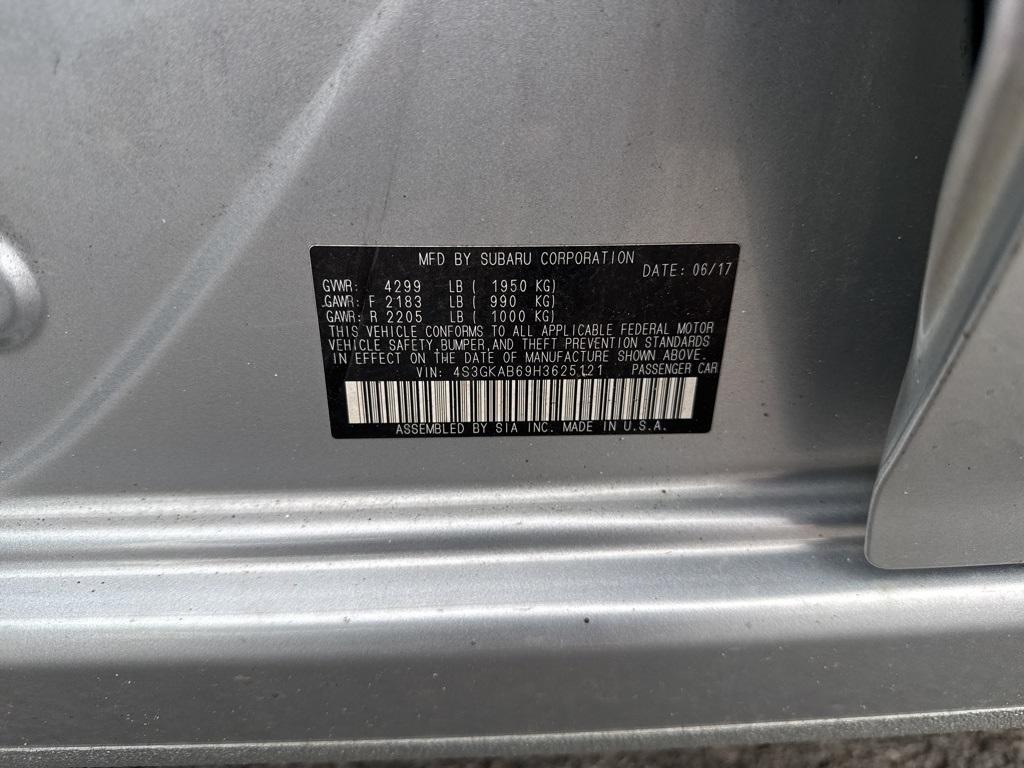 MFD BY SUBARU CORPORATION
DATE: 06/17
GVWR: 4299 LB ( 1950 KG)
GAWR: F 2183 LB ( 990 KG)
GAWR: R 2205 LB ( 1000 KG)
THIS VEHICLE CONFORMS TO ALL APPLICABLE FEDERAL MOTOR
VEHICLE SAFETY,BUMPER,AND THEFT PREVENTION STANDARDS
IN EFFECT ON THE DATE OF MANUFACTURE SHOWN ABOVE.
VIN: 4S3GKAB69H3625121 PASSENGER CAR
ASSEMBLED BY SIA INC. MADE IN U.S.A.